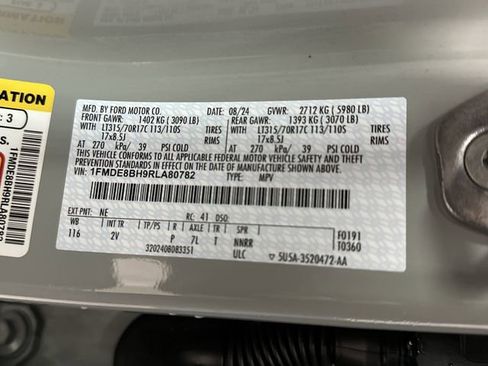 MFD. BY FORD MOTOR CO. DATE: 08/24 GVWR: 2712 KG ( 5980 LB)
FRONT GAWR: 1402 KG ( 3090 LB) REAR GAWR: 1393 KG ( 3070 LB)
WITH LT315/70R17C 113/110S TIRES WITH LT315/70R17C 113/110S TIRES
17x8.5J RIMS 17x8.5J RIMS
AT 270 kPa/ 39 PSI COLD AT 270 kPa/ 39 PSI COLD
THIS VEHICLE CONFORMS TO ALL APPLICABLE FEDERAL MOTOR VEHICLE SAFETY AND
THEFT PREVENTION STANDARDS IN EFFECT ON THE DATE OF MANUFACTURE SHOWN ABOVE.
VIN: 1FMDE8BH9RLA80782 TYPE: MPV
EXT PNT: NE RC: 41 DSO:
WB TP/PS R AXLE TR SPR F0191
116 2V P 7L T NNRR T0360
3202408083351 ULC 5U5A-3520472-AA
ATION
: 3
1FMDE8BH9RLA80782